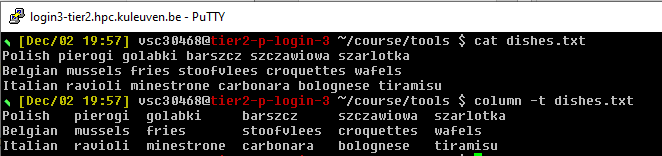 login3-tier2.hpc.kuleuven.be - PuTTY
[Dec/02 19:57] vsc30468@tier2-p-login-3 ~/course/tools $ cat dishes.txt
Polish pierogi golabki barszcz szczawiowa szarlotka
Belgian mussels fries stoofvlees croquettes wafels
Italian ravioli minestrone carbonara bolognese tiramisu
[Dec/02 19:57] vsc30468@tier2-p-login-3 ~/course/tools $ column -t dishes.txt
Polish   pierogi  golabki     barszcz     szczawiowa  szarlotka
Belgian  mussels  fries       stoofvlees  croquettes  wafels
Italian  ravioli  minestrone  carbonara   bolognese   tiramisu